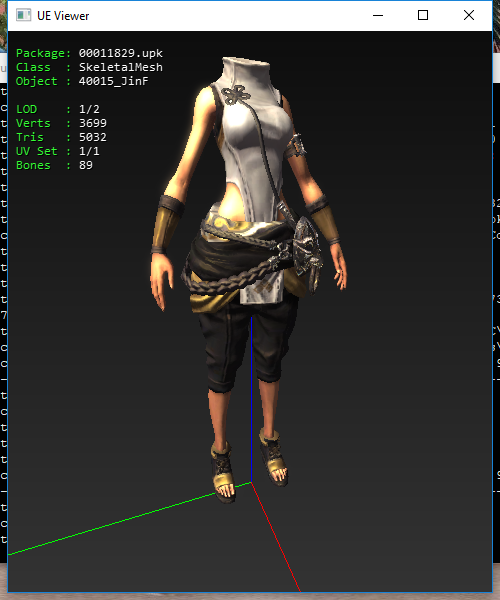 UE Viewer
Package: 00011829.upk
Class : SkeletalMesh
Object : 40015_JinF
LOD : 1/2
Verts : 3699
Tris : 5032
UV Set : 1/1
Bones : 89